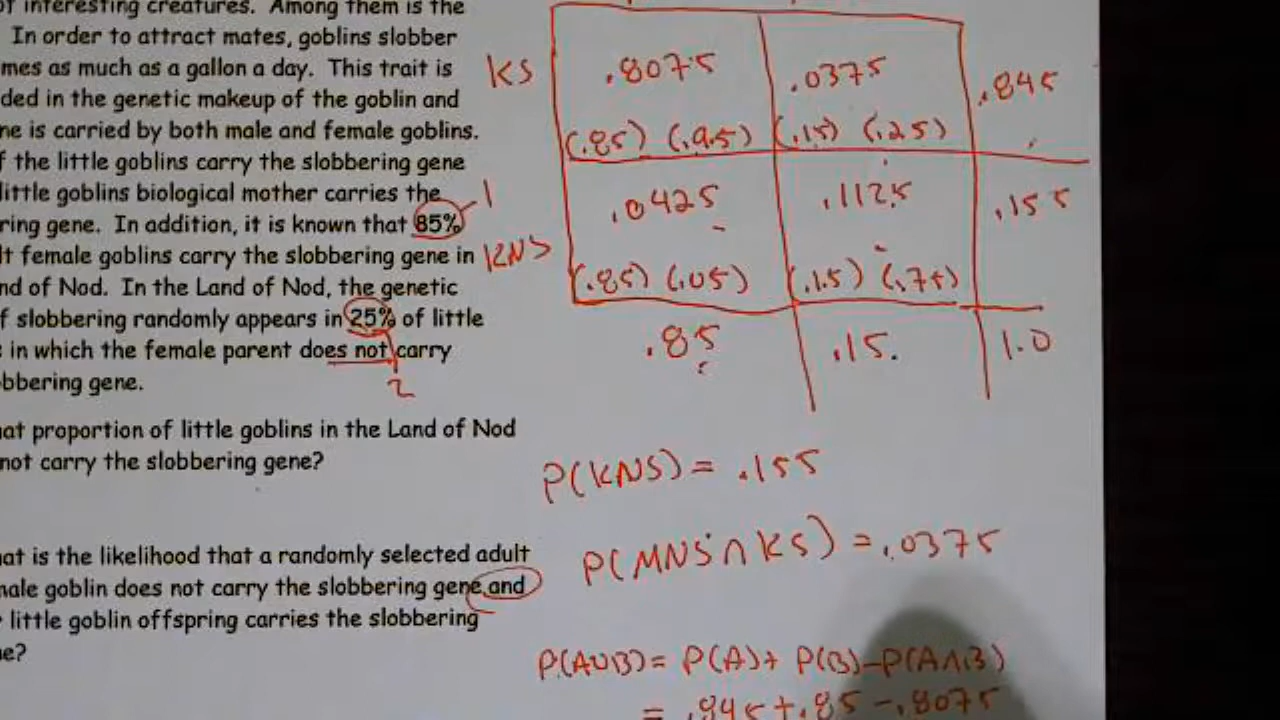 of interesting creatures. Among them is the
In order to attract mates, goblins slobber
mes as much as a gallon a day. This trait is
ded in the genetic makeup of the goblin and
ne is carried by both male and female goblins.
f the little goblins carry the slobbering gene
little goblins biological mother carries the
ring gene. In addition, it is known that 85%
lt female goblins carry the slobbering gene in
nd of Nod. In the Land of Nod, the genetic
f slobbering randomly appears in 25% of little
s in which the female parent does not carry
bbering gene.
1
2
at proportion of little goblins in the Land of Nod
not carry the slobbering gene?
at is the likelihood that a randomly selected adult
male goblin does not carry the slobbering gene and
little goblin offspring carries the slobbering
ne?
KS .8075 .0375 .845
(.85) (.95) (.15) (.25)
KNS .0425 .1125 .155
(.85) (.05) (.15) (.75)
.85 .15 1.0
P(KNS) = .155
P(MNS ∩ KS) = .0375
P(A∪B) = P(A) + P(B) - P(A∩B)
= .845 + .85 - .8075